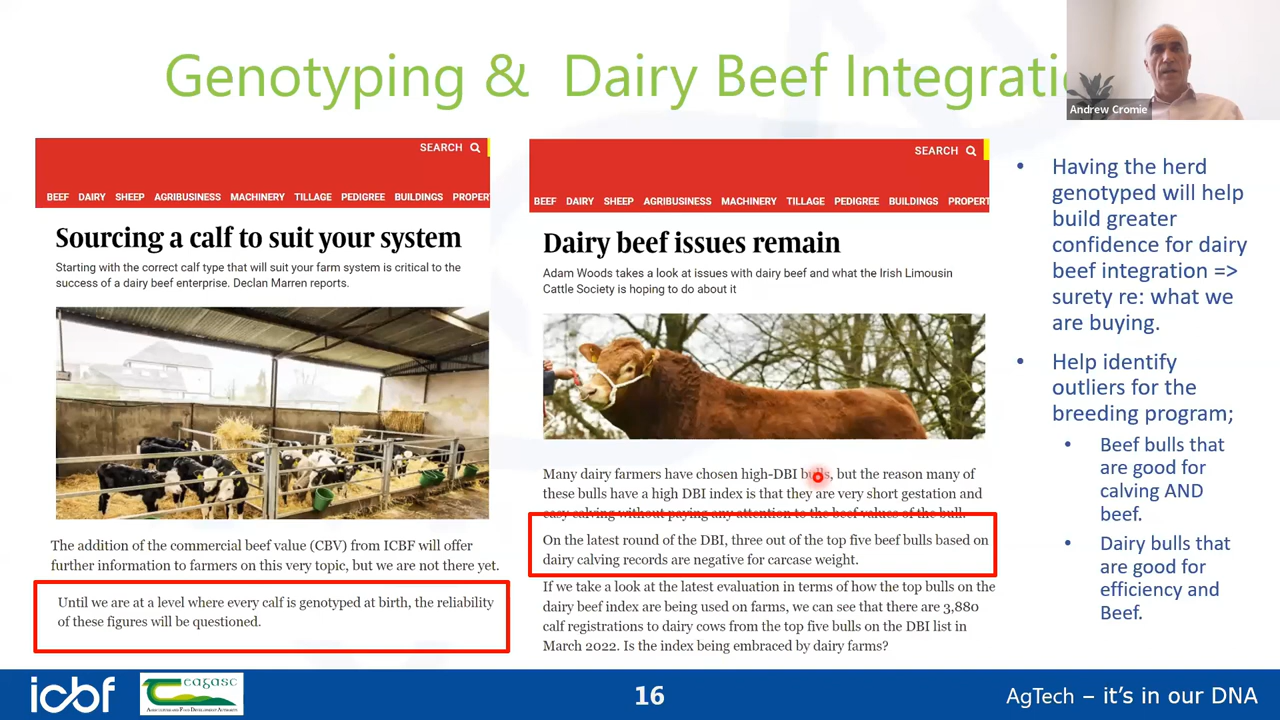 Genotyping & Dairy Beef Integrati
Andrew Cromie
SEARCH
BEEF DAIRY SHEEP AGRIBUSINESS MACHINERY TILLAGE PEDIGREE BUILDINGS PROPER
Sourcing a calf to suit your system
Starting with the correct calf type that will suit your farm system is critical to the
success of a dairy beef enterprise. Declan Marren reports.
The addition of the commercial beef value (CBV) from ICBF will offer
further information to farmers on this very topic, but we are not there yet.
Until we are at a level where every calf is genotyped at birth, the reliability
of these figures will be questioned.
SEARCH
BEEF DAIRY SHEEP AGRIBUSINESS MACHINERY TILLAGE PEDIGREE BUILDINGS PROPERT
Dairy beef issues remain
Adam Woods takes a look at issues with dairy beef and what the Irish Limousin
Cattle Society is hoping to do about it
Many dairy farmers have chosen high-DBI bulls, but the reason many of
these bulls have a high DBI index is that they are very short gestation and
easy calving without paying any attention to the beef values of the bull.
On the latest round of the DBI, three out of the top five beef bulls based on
dairy calving records are negative for carcase weight.
If we take a look at the latest evaluation in terms of how the top bulls on the
dairy beef index are being used on farms, we can see that there are 3,880
calf registrations to dairy cows from the top five bulls on the DBI list in
March 2022. Is the index being embraced by dairy farms?
• Having the herd
genotyped will help
build greater
confidence for dairy
beef integration =>
surety re: what we
are buying.
• Help identify
outliers for the
breeding program;
• Beef bulls that
are good for
calving AND
beef.
• Dairy bulls that
are good for
efficiency and
Beef.
icbf
teagasc
AGRICULTURE AND FOOD DEVELOPMENT AUTHORITY
16
AgTech – it's in our DNA